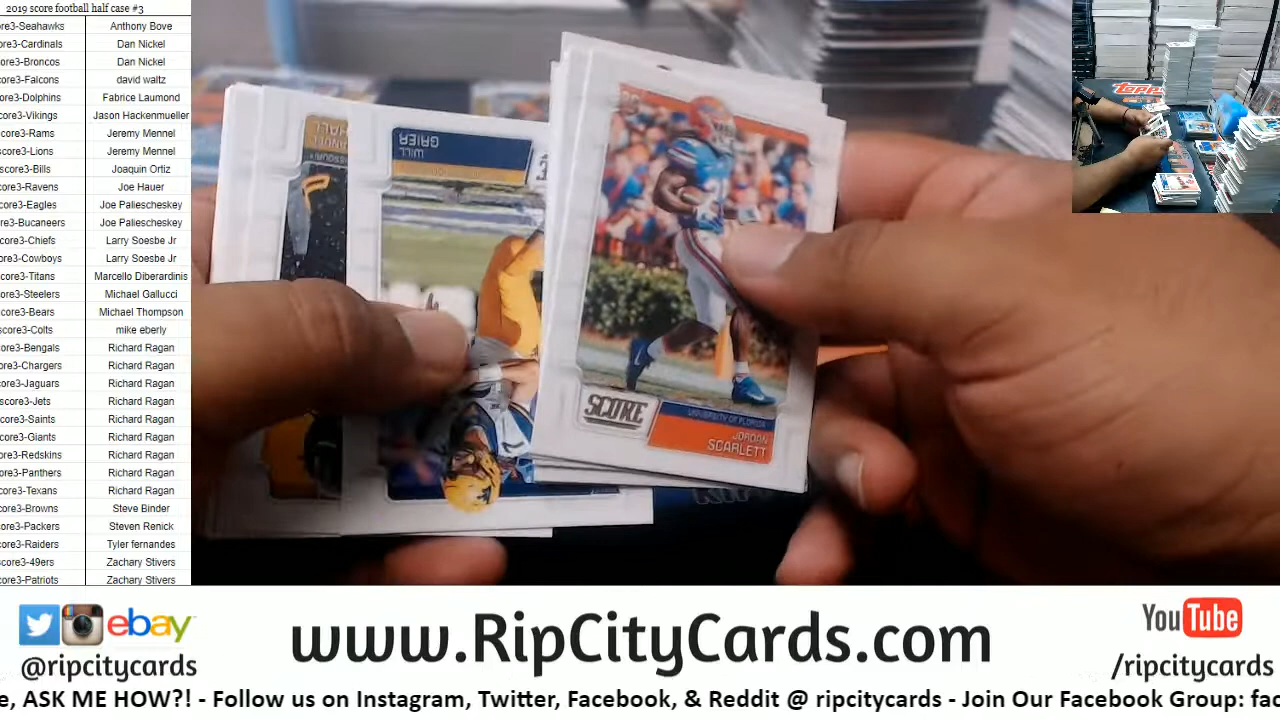 2019 score football half case #3
ore3-Seahawks Anthony Bove
core3-Cardinals Dan Nickel
core3-Broncos Dan Nickel
core3-Falcons david waltz
ore3-Dolphins Fabrice Laumond
core3-Vikings Jason Hackenmueller
core3-Rams Jeremy Mennel
core3-Lions Jeremy Mennel
score3-Bills Joaquin Ortiz
core3-Ravens Joe Hauer
core3-Eagles Joe Paliescheskey
re3-Bucaneers Joe Paliescheskey
core3-Chiefs Larry Soesbe Jr
ore3-Cowboys Larry Soesbe Jr
score3-Titans Marcello Diberardinis
ore3-Steelers Michael Gallucci
core3-Bears Michael Thompson
core3-Colts mike eberly
ore3-Bengals Richard Ragan
ore3-Chargers Richard Ragan
ore3-Jaguars Richard Ragan
score3-Jets Richard Ragan
core3-Saints Richard Ragan
core3-Giants Richard Ragan
ore3-Redskins Richard Ragan
ore3-Panthers Richard Ragan
core3-Texans Richard Ragan
core3-Browns Steve Binder
ore3-Packers Steven Renick
core3-Raiders Tyler fernandes
core3-49ers Zachary Stivers
core3-Patriots Zachary Stivers
HALL
WILL
GRIER
SCORE
UNIVERSITY OF FLORIDA
JORDAN
SCARLETT
topps
ebay
@ripcitycards
www.RipCityCards.com
YouTube
/ripcitycards
e, ASK ME HOW?! - Follow us on Instagram, Twitter, Facebook, & Reddit @ ripcitycards - Join Our Facebook Group: fac